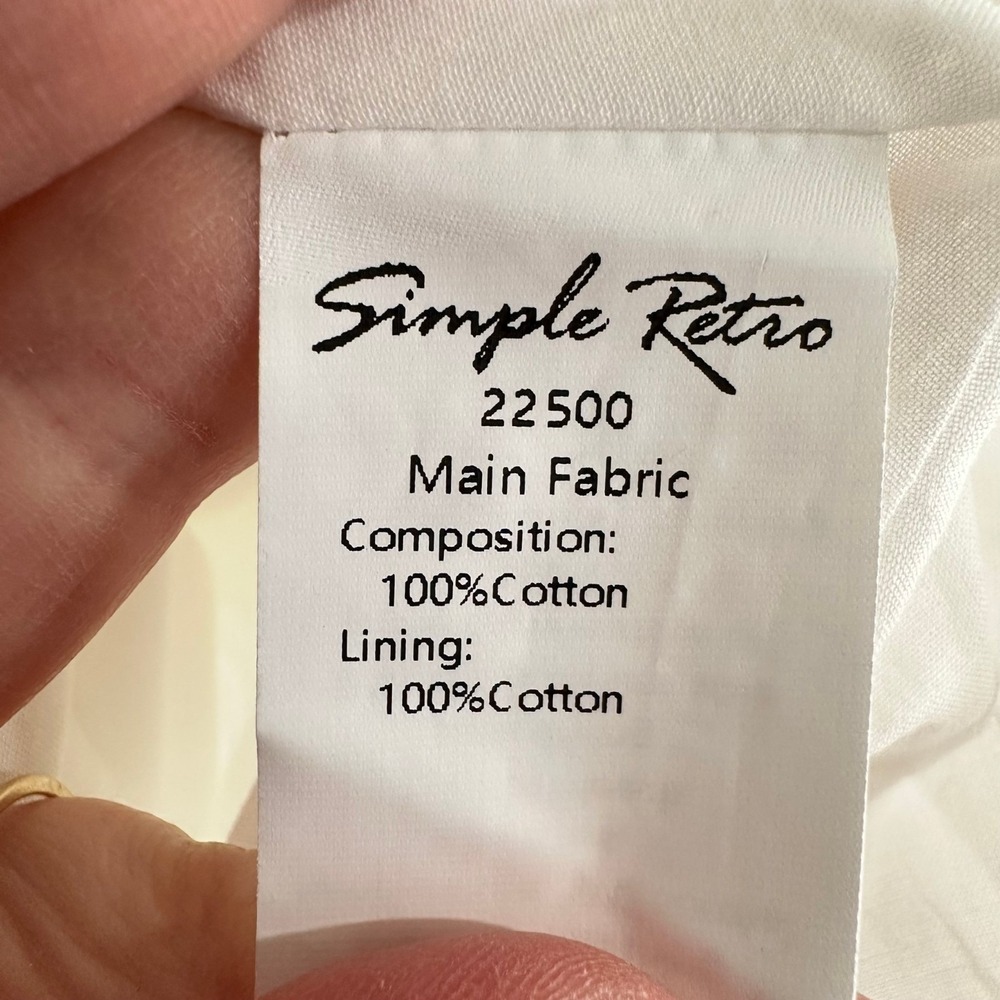 Simple Retro
22500
Main Fabric
Composition:
100%Cotton
Lining:
100%Cotton